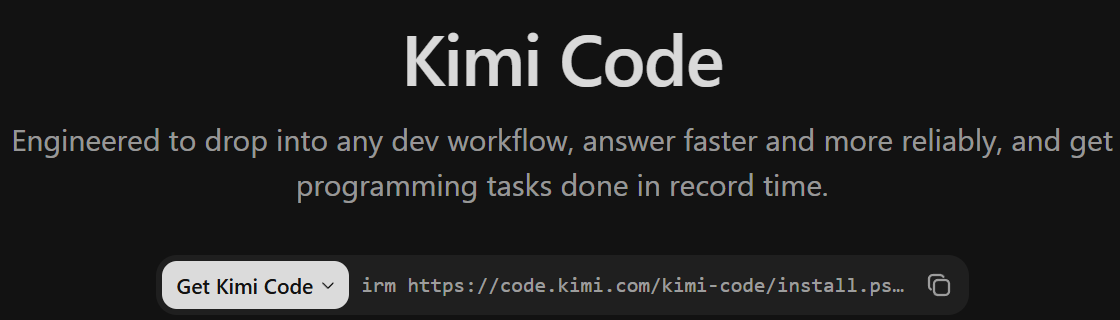 Kimi Code
Engineered to drop into any dev workflow, answer faster and more reliably, and get
programming tasks done in record time.
Get Kimi Code irm https://code.kimi.com/kimi-code/install.ps…